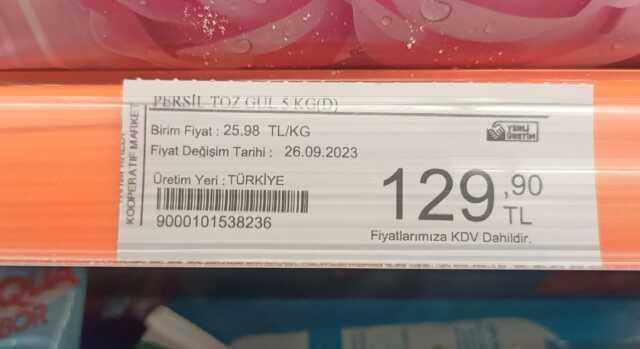 PERSİL TOZ GUL 5 KG(D)
Birim Fiyat : 25.98 TL/KG
Fiyat Değişim Tarihi : 26.09.2023
YERLİ
ÜRETİM
Üretim Yeri : TÜRKİYE
9000101538236
129,90
TL
Fiyatlarımıza KDV Dahildir.
KOOPERATİF MARKET